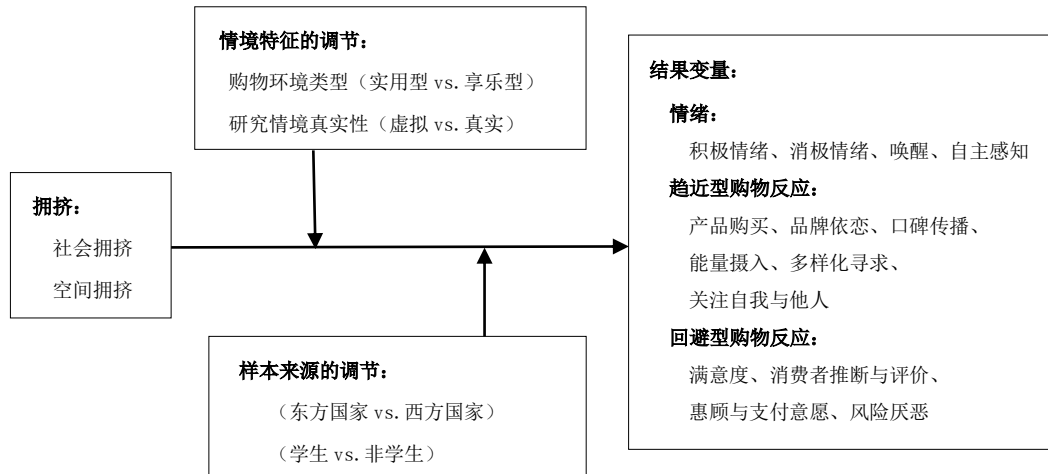 情境特征的调节：
购物环境类型（实用型 vs. 享乐型）
研究情境真实性（虚拟 vs. 真实）
拥挤：
社会拥挤
空间拥挤
样本来源的调节：
（东方国家 vs. 西方国家）
（学生 vs. 非学生）
结果变量：
情绪：
积极情绪、消极情绪、唤醒、自主感知
趋近型购物反应：
产品购买、品牌依恋、口碑传播、
能量摄入、多样化寻求、
关注自我与他人
回避型购物反应：
满意度、消费者推断与评价、
惠顾与支付意愿、风险厌恶